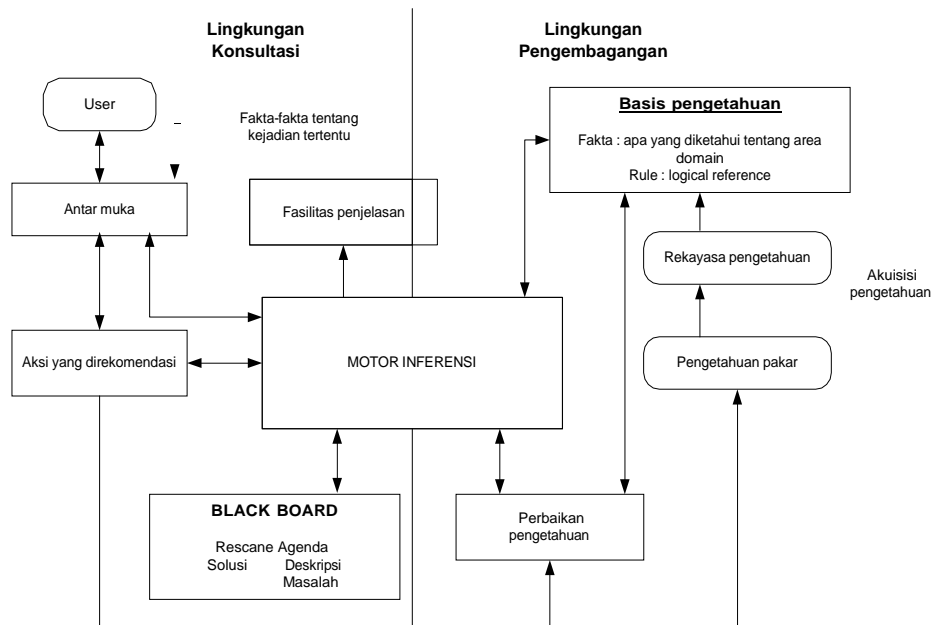 Lingkungan
Konsultasi
Lingkungan
Pengembagangan
User
Fakta-fakta tentang
kejadian tertentu
Basis pengetahuan
Fakta : apa yang diketahui tentang area
domain
Rule : logical reference
Antar muka
Fasilitas penjelasan
Rekayasa pengetahuan
Akuisisi
pengetahuan
Aksi yang direkomendasi
MOTOR INFERENSI
Pengetahuan pakar
BLACK BOARD
Rescane Agenda
Solusi Deskripsi
Masalah
Perbaikan
pengetahuan